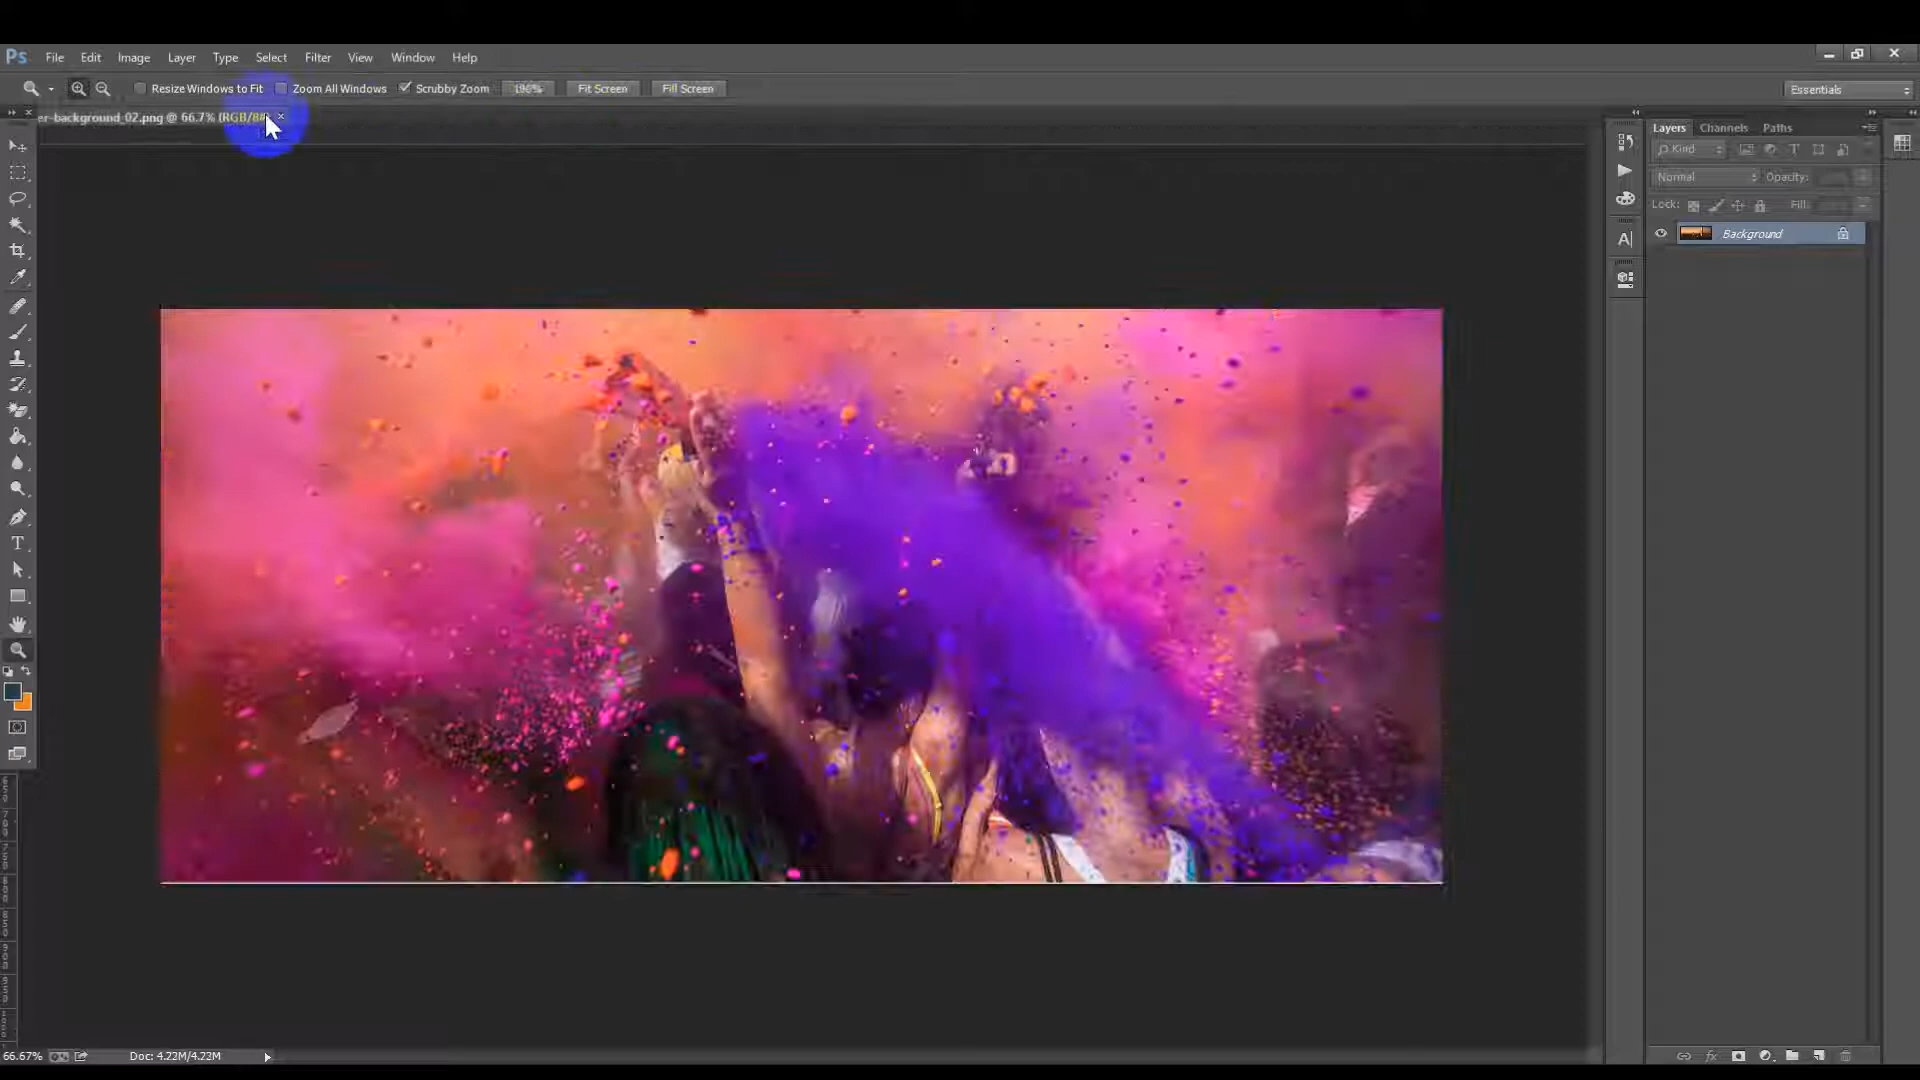 Ps File Edit Image Layer Type Select Filter View Window Help
Resize Windows to Fit Zoom All Windows Scrubby Zoom Fit Screen Fill Screen Essentials
er-background_02.png @ 66.7% (RGB/8#) ×
Layers Channels Paths
Kind
Normal Opacity:
Lock: Fill:
Background
66.67% Doc: 4.22M/4.22M